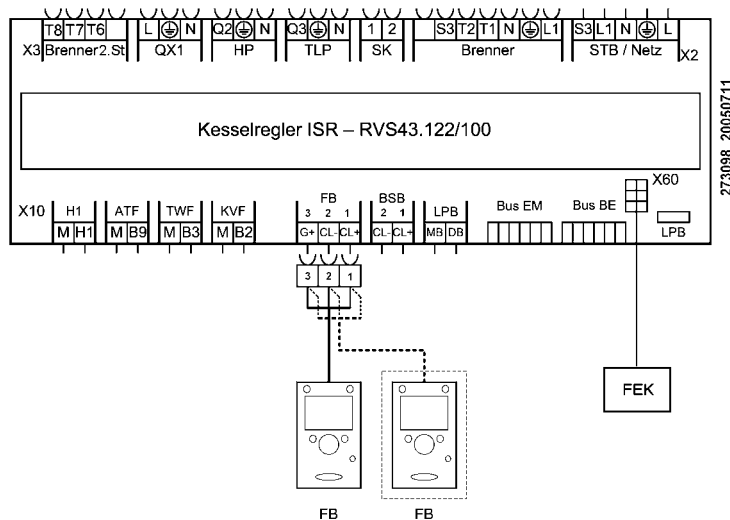 T8 T7 T6 L N Q2 N Q3 N 1 2 S3 T2 T1 N L1 S3 L1 N L
X3 Brenner2.St QX1 HP TLP SK Brenner STB / Netz X2
Kesselregler ISR – RVS43.122/100
273098_20050711
X60
X10 H1 ATF TWF KVF FB BSB LPB Bus EM Bus BE
3 2 1 2 1
M H1 M B9 M B3 M B2 G+ CL- CL+ CL- CL+ MB DB LPB
3 2 1
FEK
FB FB